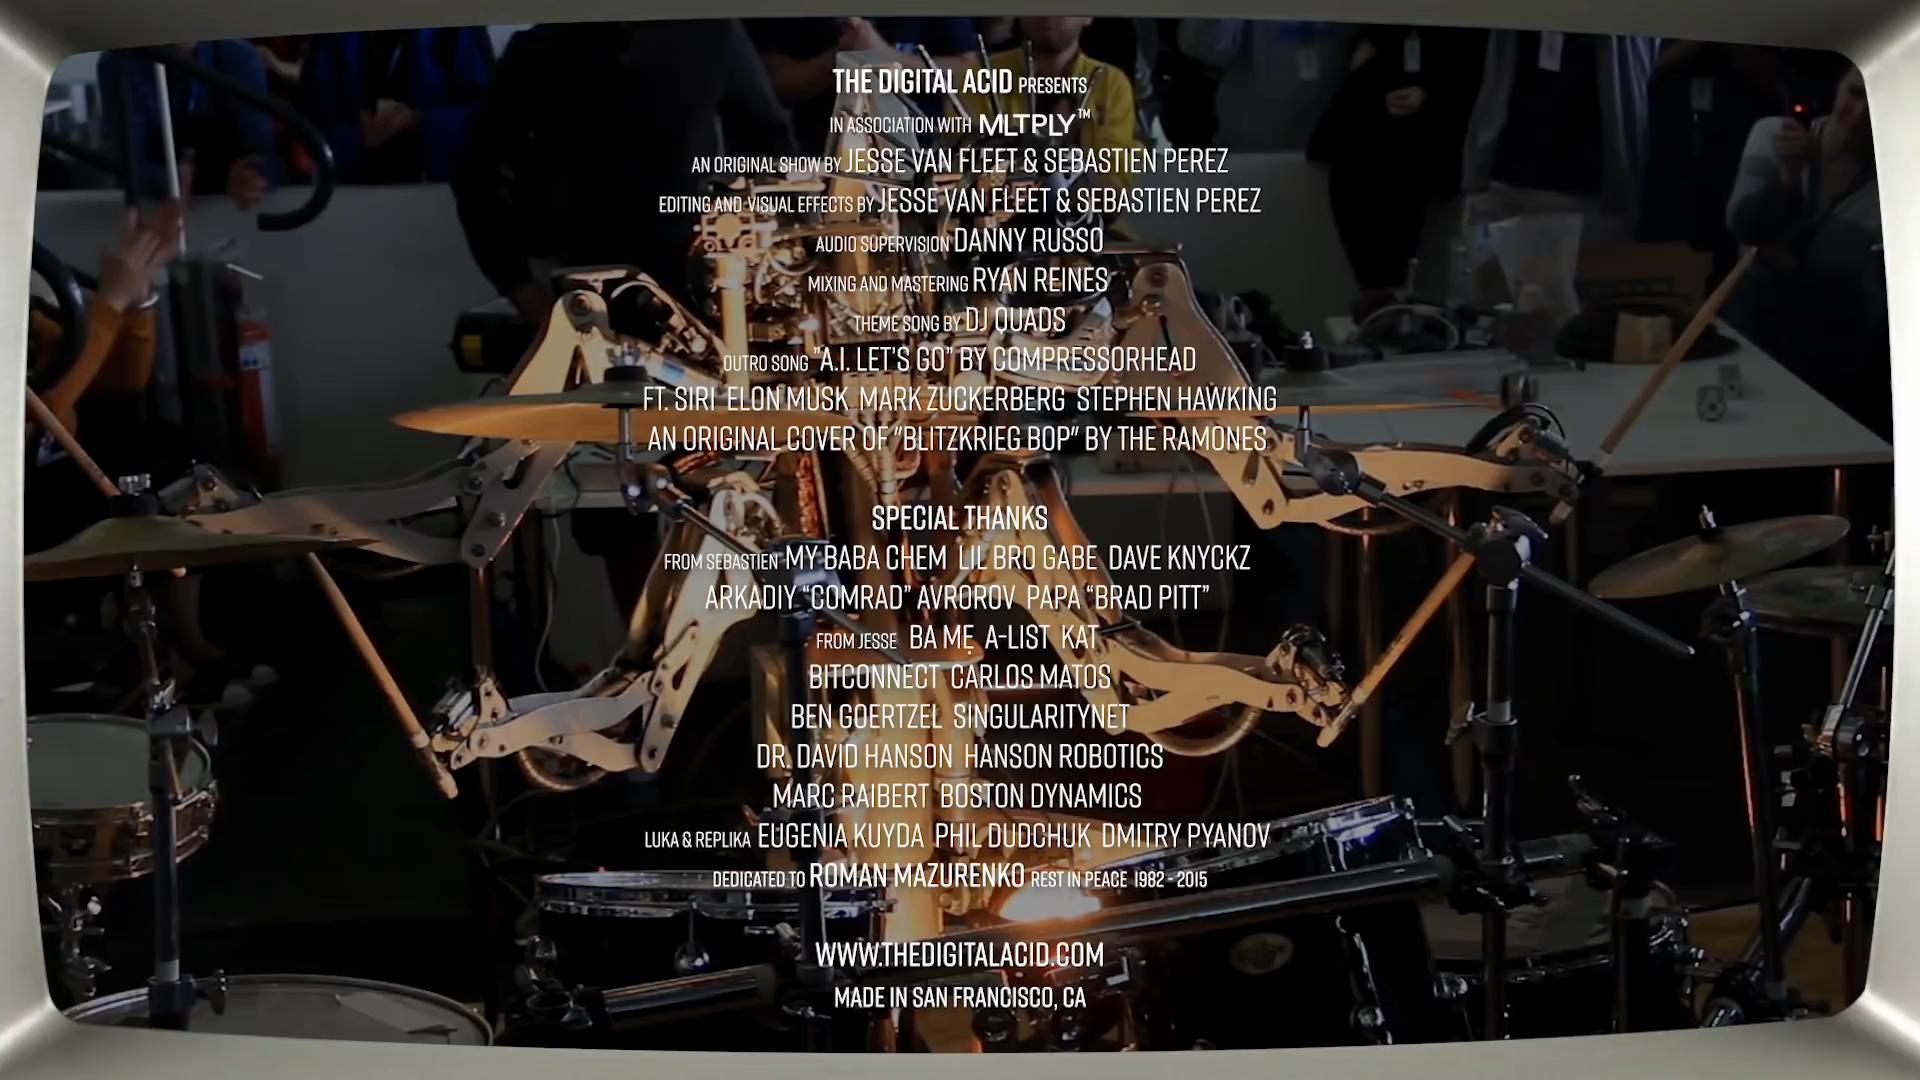 THE DIGITAL ACID PRESENTS
IN ASSOCIATION WITH MLTPLY™
AN ORIGINAL SHOW BY JESSE VAN FLEET & SEBASTIEN PEREZ
EDITING AND VISUAL EFFECTS BY JESSE VAN FLEET & SEBASTIEN PEREZ
AUDIO SUPERVISION DANNY RUSSO
MIXING AND MASTERING RYAN REINES
THEME SONG BY DJ QUADS
OUTRO SONG "A.I. LET'S GO" BY COMPRESSORHEAD
FT. SIRI ELON MUSK MARK ZUCKERBERG STEPHEN HAWKING
AN ORIGINAL COVER OF "BLITZKRIEG BOP" BY THE RAMONES
SPECIAL THANKS
FROM SEBASTIEN MY BABA CHEM LIL BRO GABE DAVE KNYCKZ
ARKADIY “COMRAD” AVROROV PAPA “BRAD PITT”
FROM JESSE BA MẸ A-LIST KAT
BITCONNECT CARLOS MATOS
BEN GOERTZEL SINGULARITYNET
DR. DAVID HANSON HANSON ROBOTICS
MARC RAIBERT BOSTON DYNAMICS
LUKA & REPLIKA EUGENIA KUYDA PHIL DUDCHUK DMITRY PYANOV
DEDICATED TO ROMAN MAZURENKO REST IN PEACE 1982 - 2015
WWW.THEDIGITALACID.COM
MADE IN SAN FRANCISCO, CA